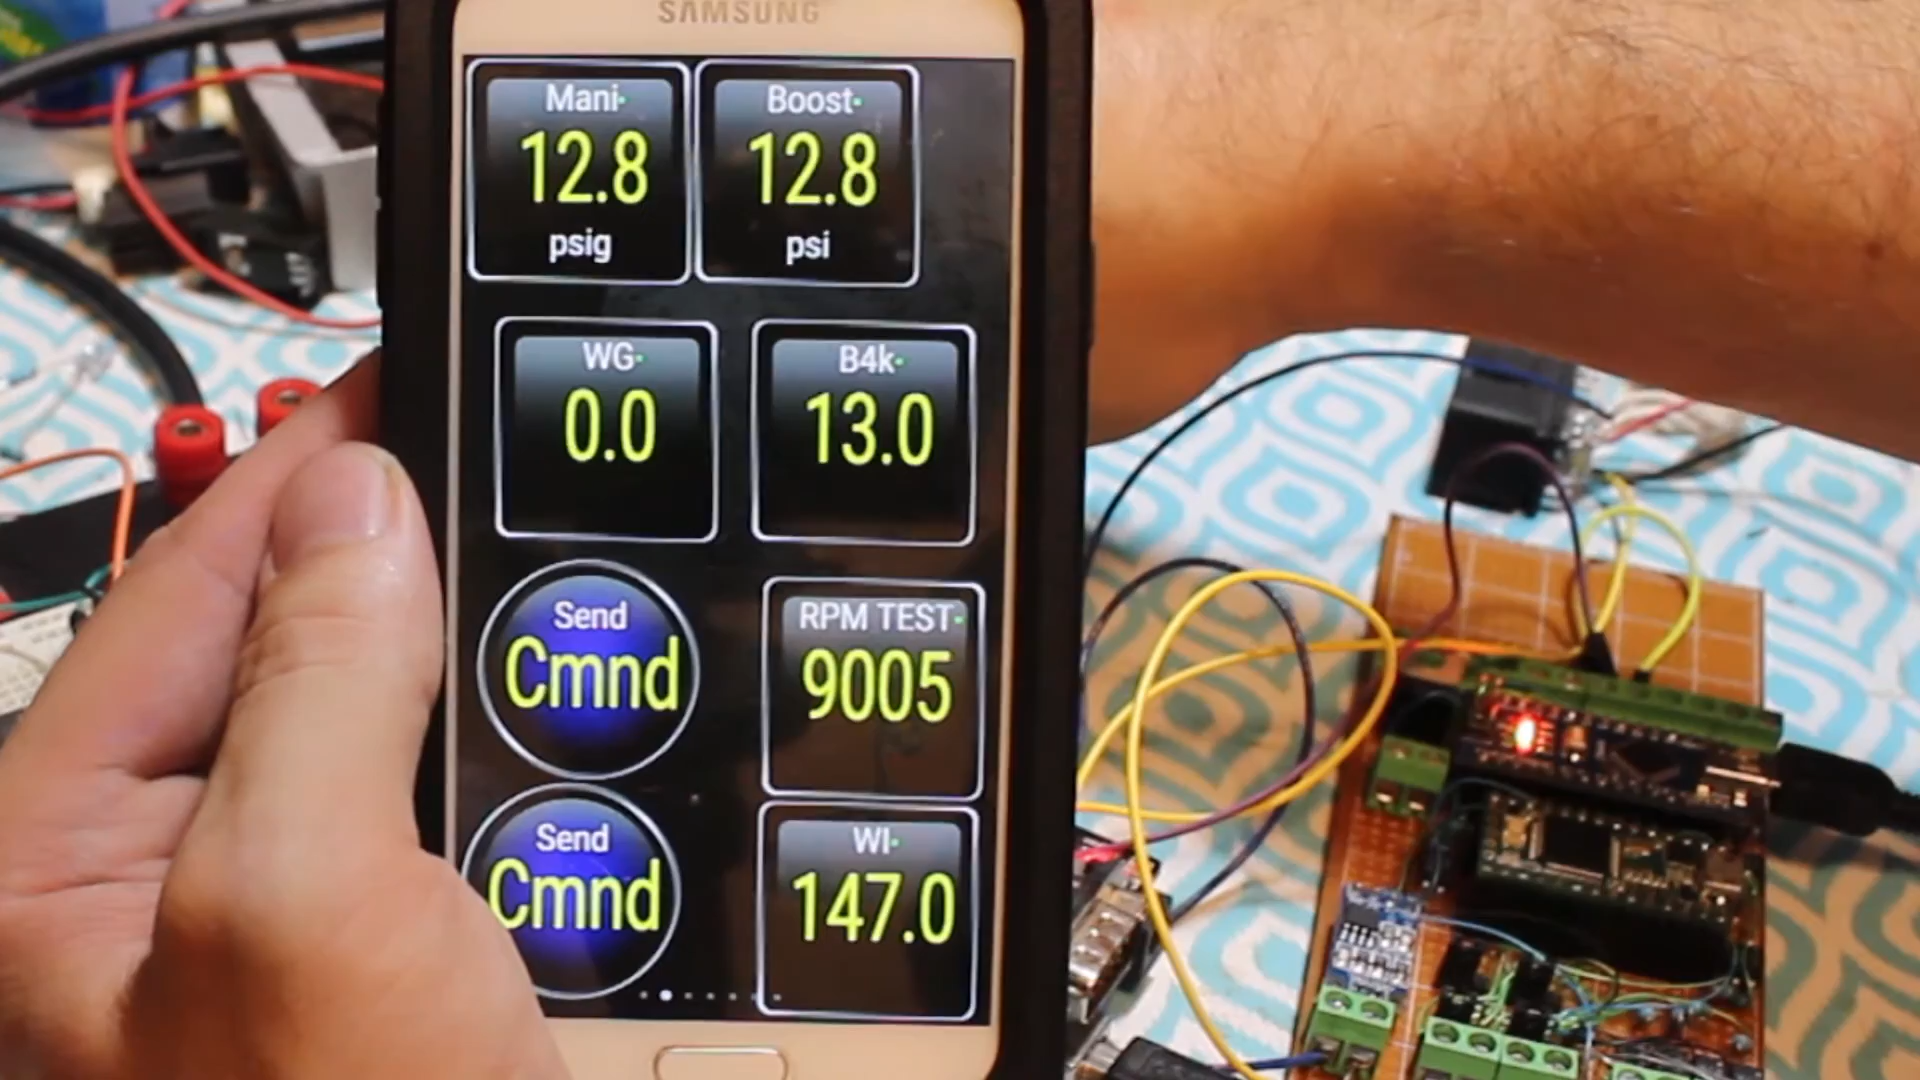 SAMSUNG
Mani
12.8
psig
Boost
12.8
psi
WG
0.0
B4k
13.0
Send
Cmnd
RPM TEST
9005
Send
Cmnd
WI
147.0